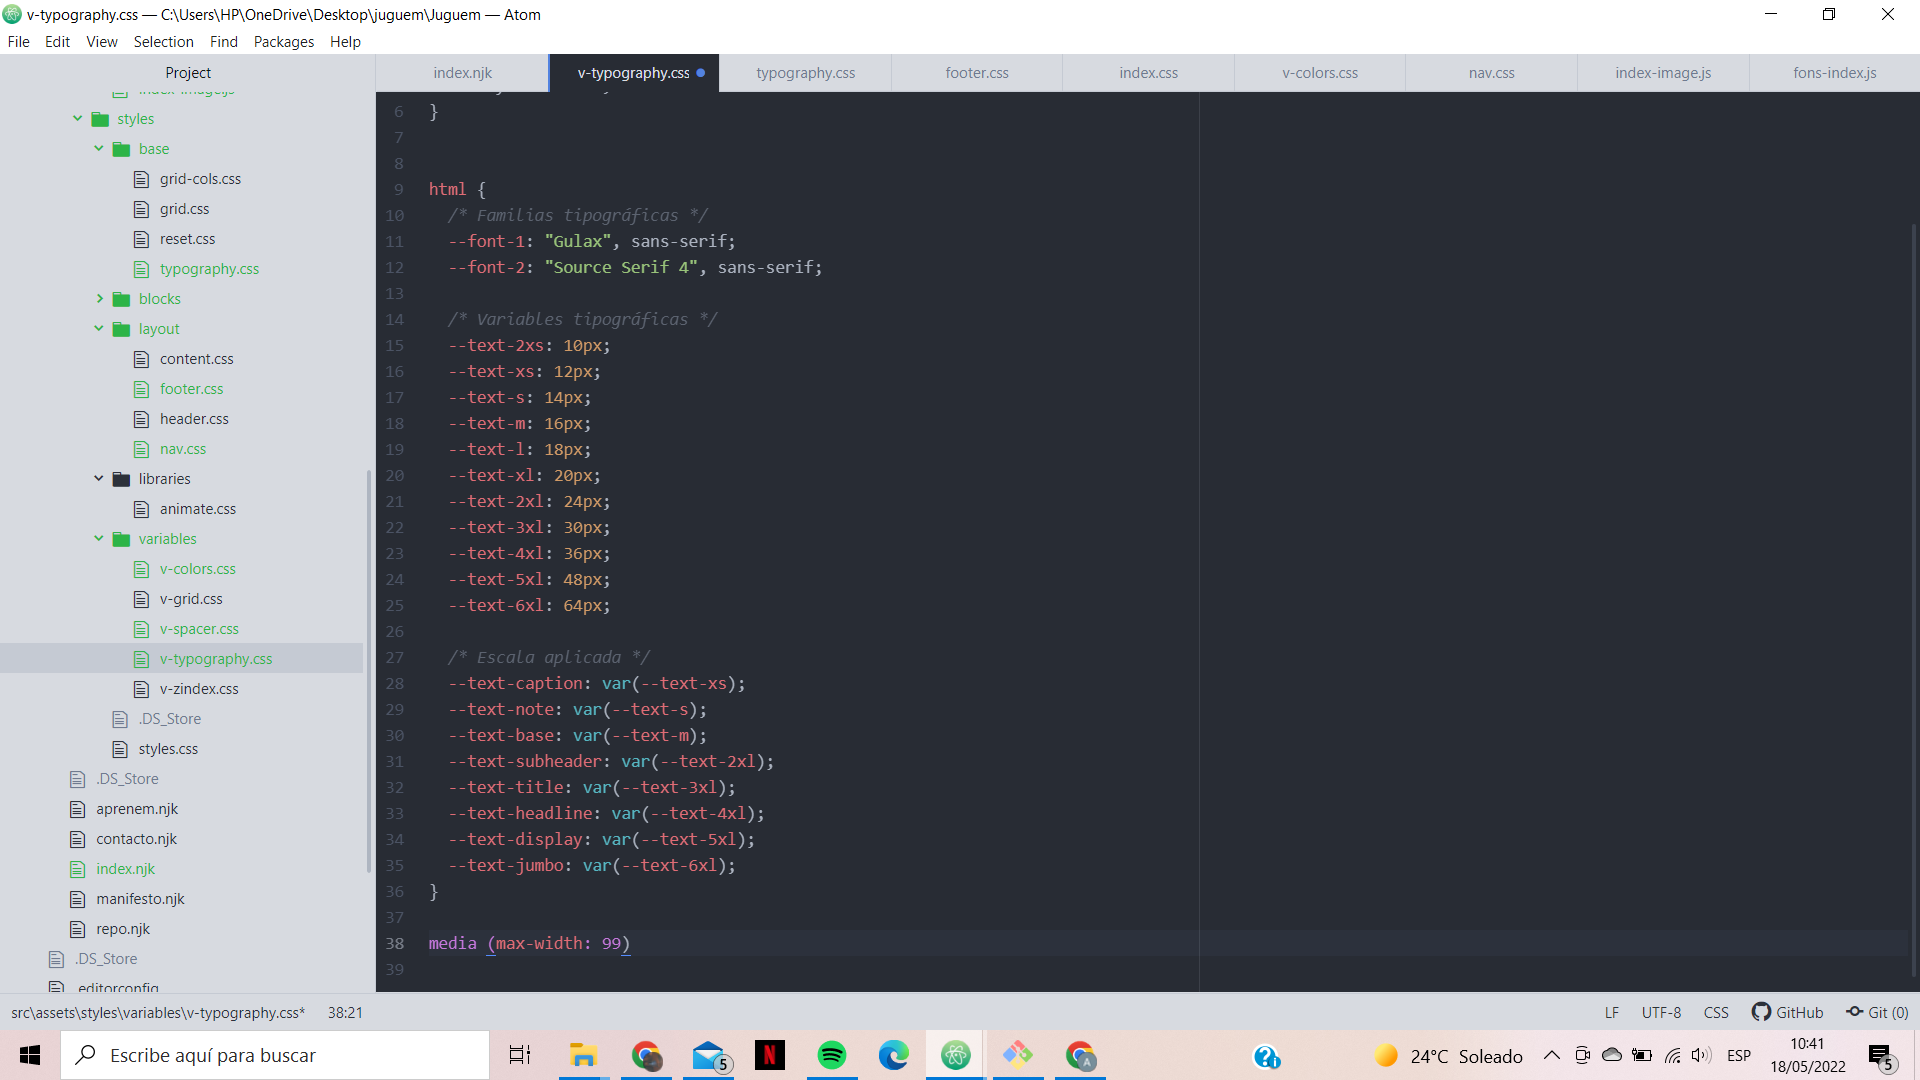 v-typography.css — C:\Users\HP\OneDrive\Desktop\juguem\Juguem — Atom
File Edit View Selection Find Packages Help
Project
index-image.js
styles
base
grid-cols.css
grid.css
reset.css
typography.css
blocks
layout
content.css
footer.css
header.css
nav.css
libraries
animate.css
variables
v-colors.css
v-grid.css
v-spacer.css
v-typography.css
v-zindex.css
.DS_Store
styles.css
.DS_Store
aprenem.njk
contacto.njk
index.njk
manifesto.njk
repo.njk
.DS_Store
.editorconfig
index.njk v-typography.css typography.css footer.css index.css v-colors.css nav.css index-image.js fons-index.js
6 }
7
8
9 html {
10 /* Familias tipográficas */
11 --font-1: "Gulax", sans-serif;
12 --font-2: "Source Serif 4", sans-serif;
13
14 /* Variables tipográficas */
15 --text-2xs: 10px;
16 --text-xs: 12px;
17 --text-s: 14px;
18 --text-m: 16px;
19 --text-l: 18px;
20 --text-xl: 20px;
21 --text-2xl: 24px;
22 --text-3xl: 30px;
23 --text-4xl: 36px;
24 --text-5xl: 48px;
25 --text-6xl: 64px;
26
27 /* Escala aplicada */
28 --text-caption: var(--text-xs);
29 --text-note: var(--text-s);
30 --text-base: var(--text-m);
31 --text-subheader: var(--text-2xl);
32 --text-title: var(--text-3xl);
33 --text-headline: var(--text-4xl);
34 --text-display: var(--text-5xl);
35 --text-jumbo: var(--text-6xl);
36 }
37
38 media (max-width: 99)
39
src\assets\styles\variables\v-typography.css* 38:21 LF UTF-8 CSS GitHub Git (0)
Escribe aquí para buscar 5 N A 24°C Soleado ESP 10:41
18/05/2022 5